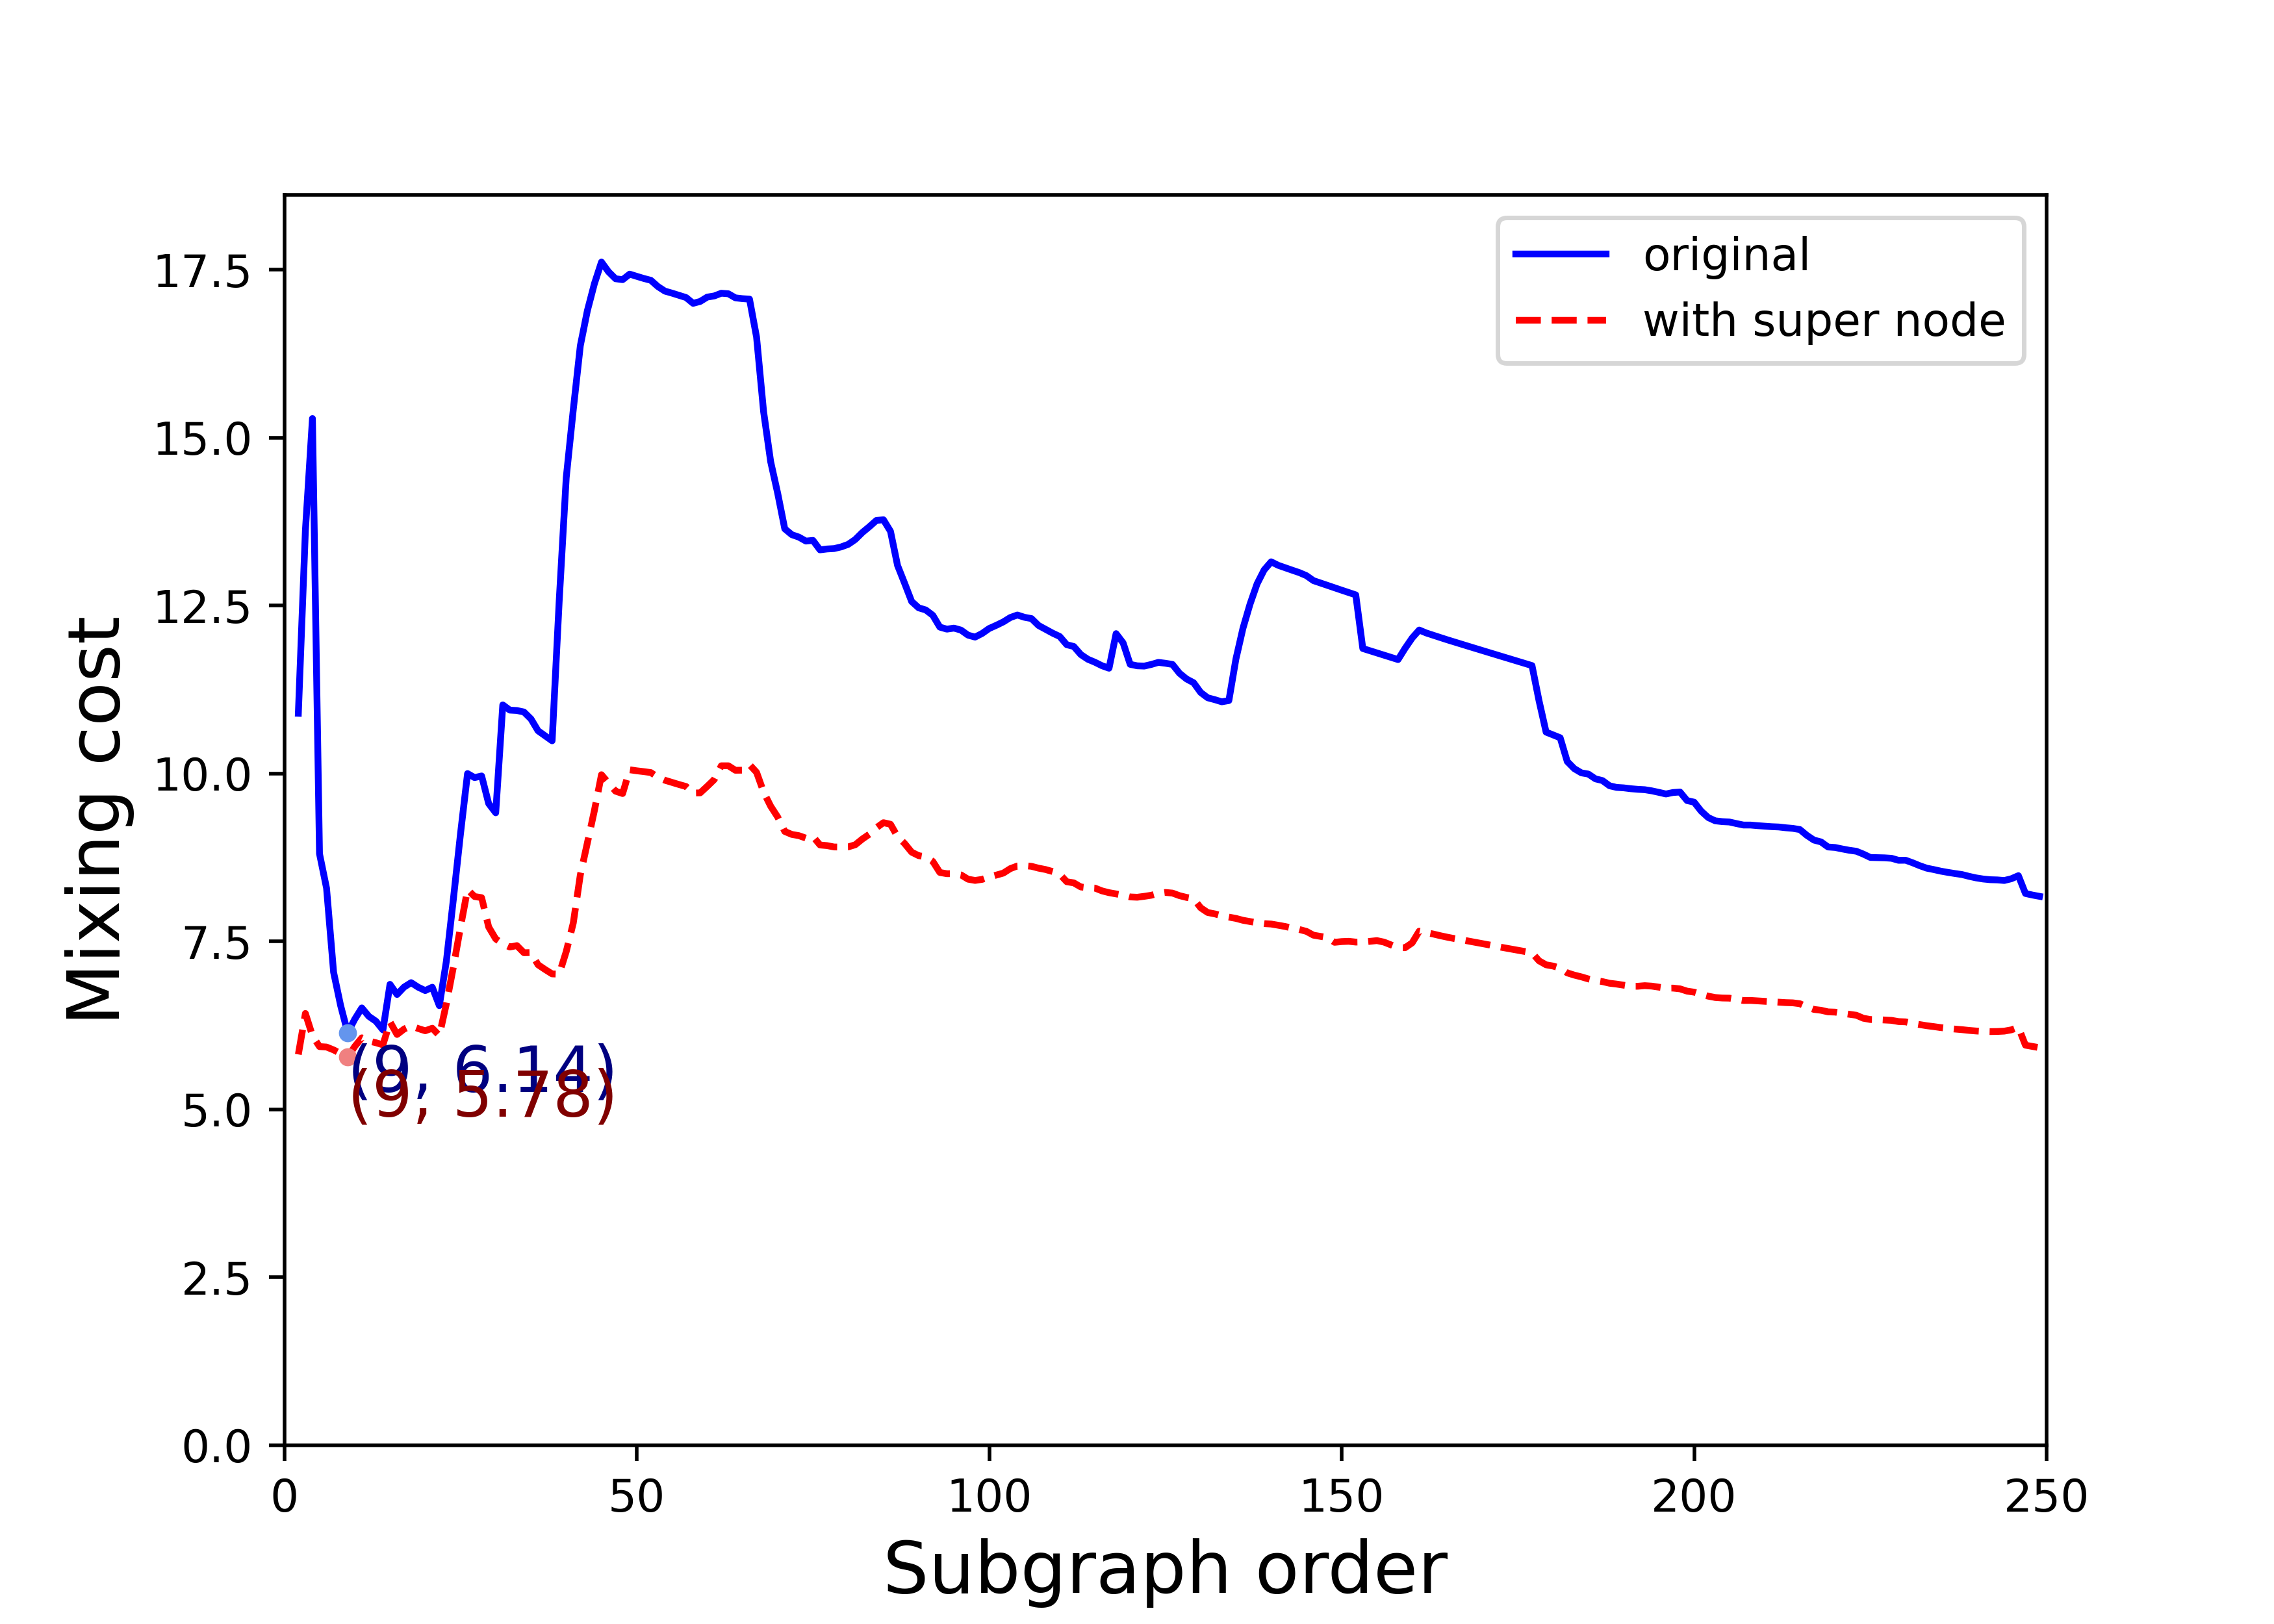 original
with super node
17.5
15.0
12.5
10.0
7.5
5.0
2.5
0.0
Mixing cost
(9, 6.14)
(9, 5.78)
0 50 100 150 200 250
Subgraph order